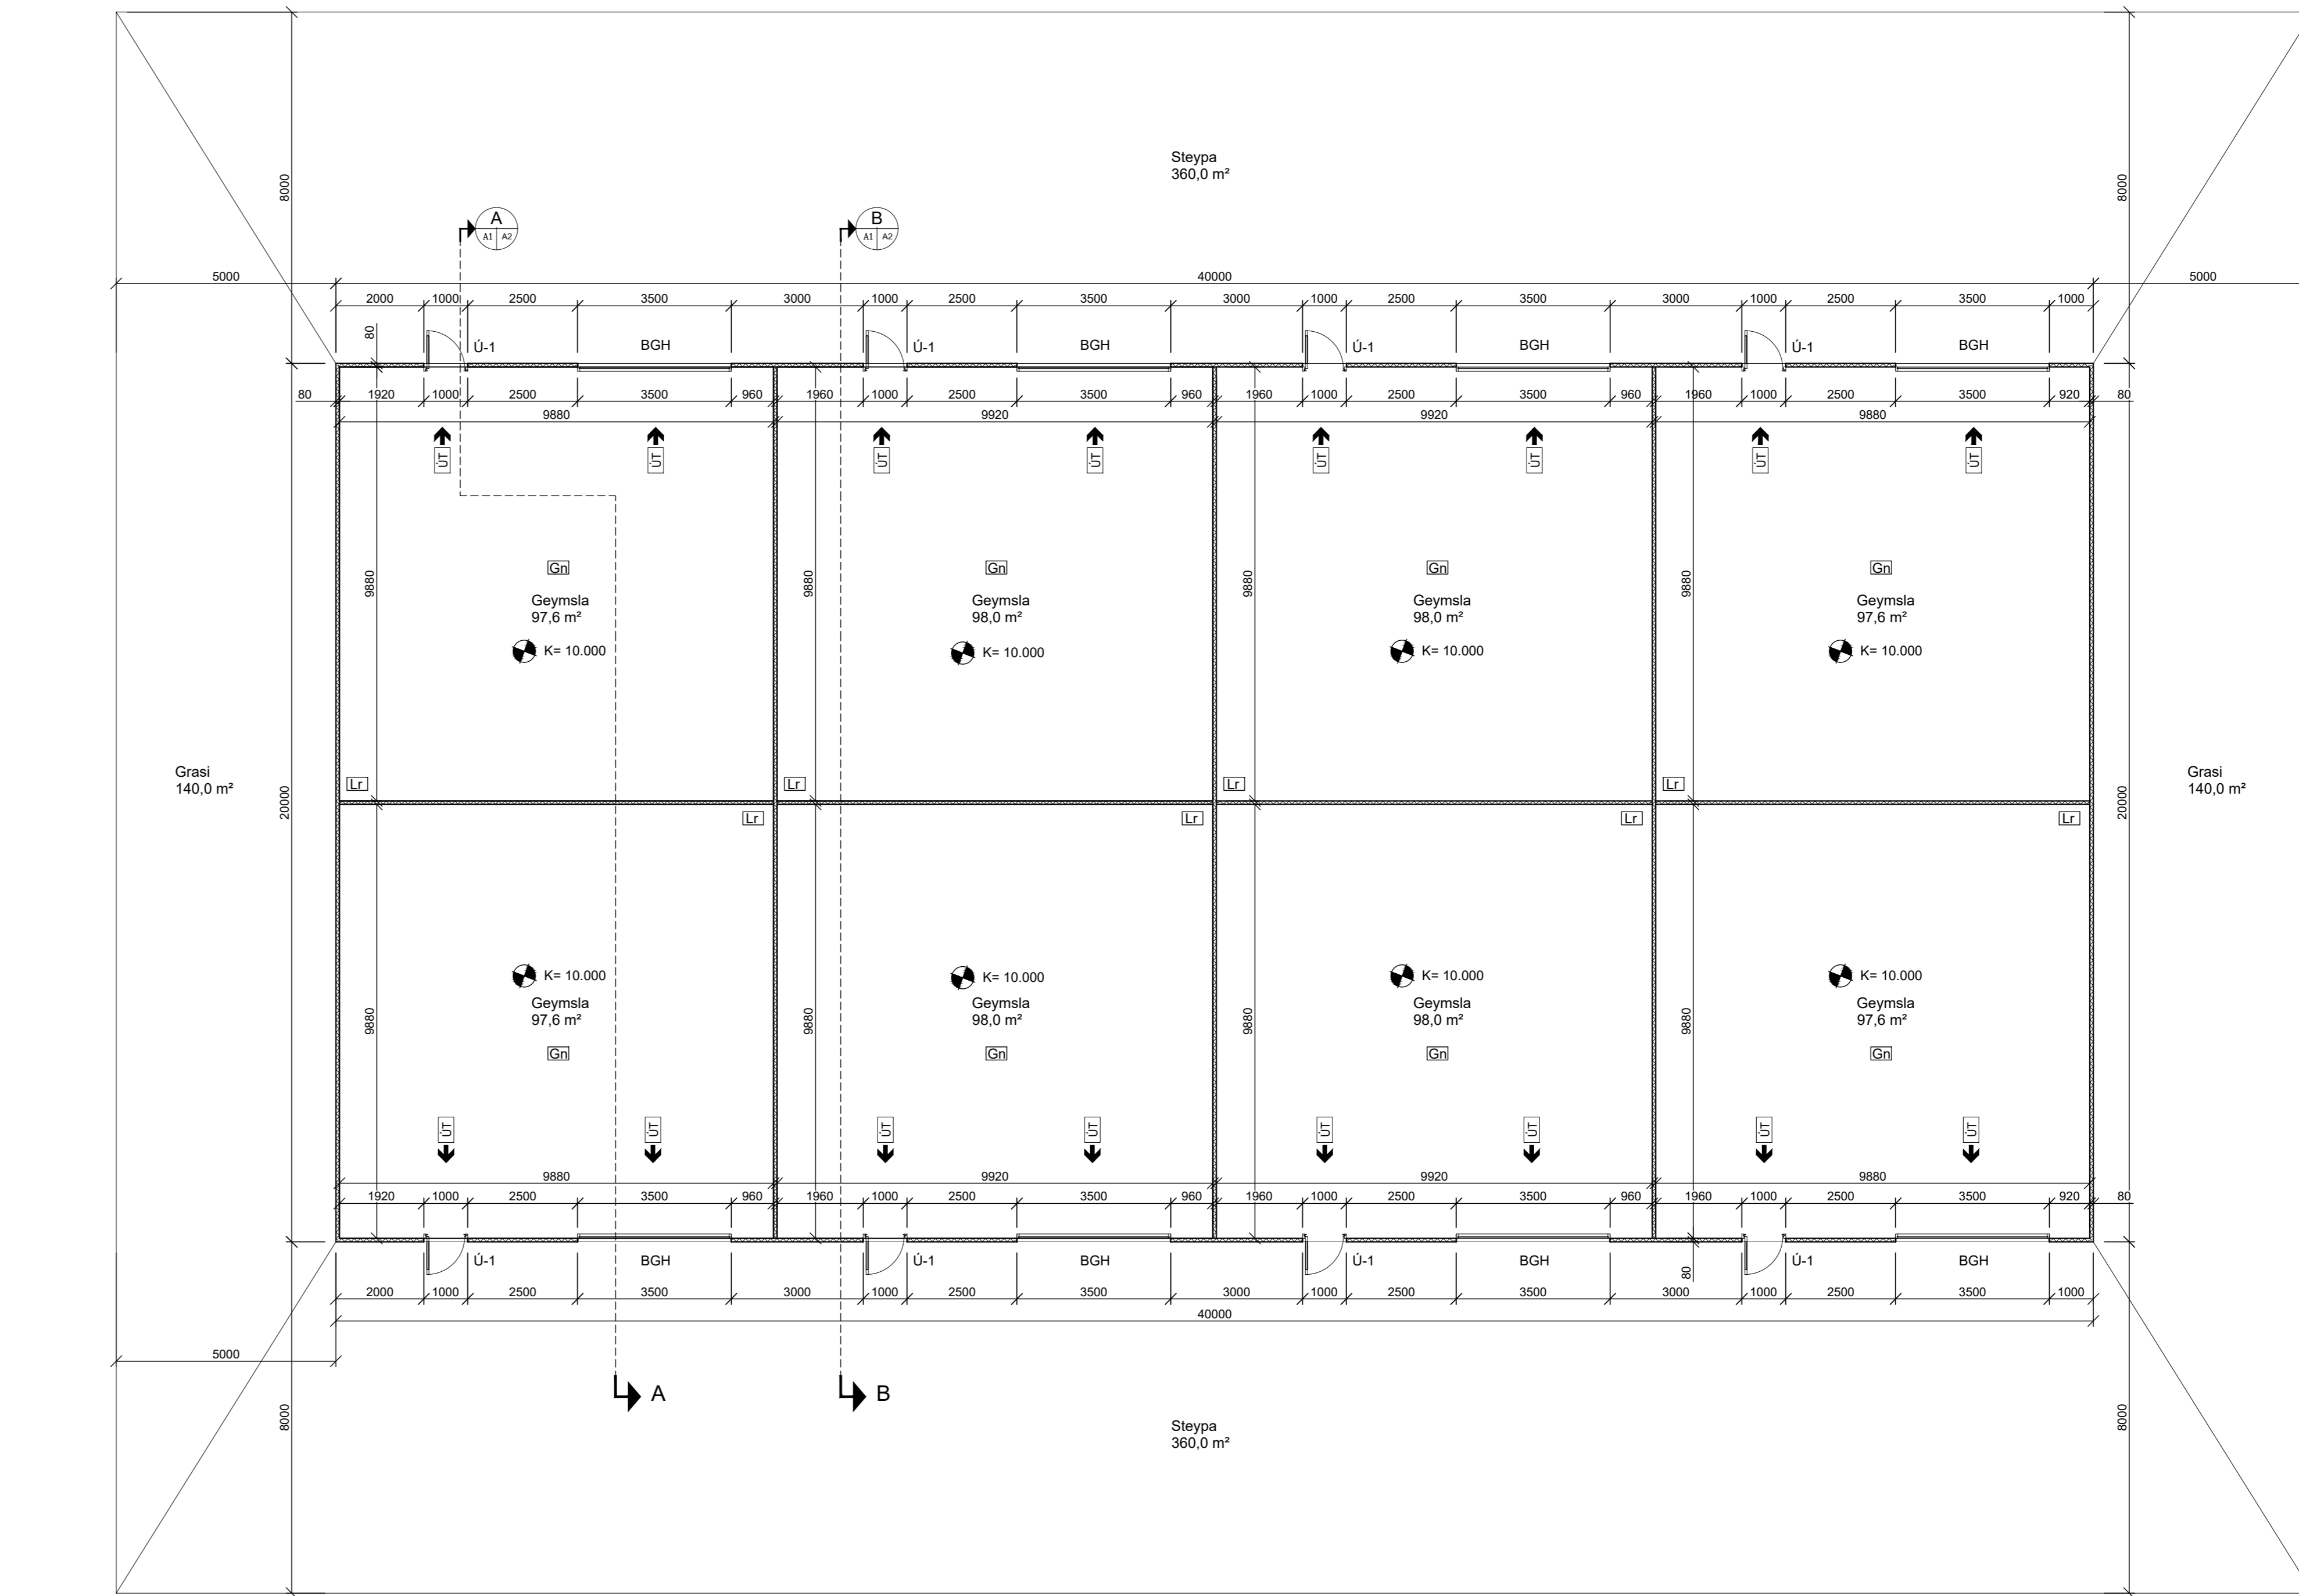 Steypa
360,0 m²
8000
8000
A
A1 A2
B
A1 A2
5000
40000
5000
2000 1000 2500 3500 3000 1000 2500 3500 3000 1000 2500 3500 3000 1000 2500 3500 1000
80
Ú-1 BGH Ú-1 BGH Ú-1 BGH Ú-1 BGH
80 1920 1000 2500 3500 960 1960 1000 2500 3500 960 1960 1000 2500 3500 960 1960 1000 2500 3500 920 80
9880 9920 9920 9880
ÚT ÚT ÚT ÚT ÚT ÚT ÚT ÚT
Gn Gn Gn Gn
9880 9880 9880 9880
Geymsla
97,6 m²
Geymsla
98,0 m²
Geymsla
98,0 m²
Geymsla
97,6 m²
K= 10.000 K= 10.000 K= 10.000 K= 10.000
Grasi
140,0 m²
Grasi
140,0 m²
Lr Lr Lr Lr
20000 20000
Lr Lr Lr Lr
K= 10.000 K= 10.000 K= 10.000 K= 10.000
Geymsla
97,6 m²
Geymsla
98,0 m²
Geymsla
98,0 m²
Geymsla
97,6 m²
9880 9880 9880 9880
Gn Gn Gn Gn
ÚT ÚT ÚT ÚT ÚT ÚT ÚT ÚT
9880 9920 9920 9880
1920 1000 2500 3500 960 1960 1000 2500 3500 960 1960 1000 2500 3500 960 1960 1000 2500 3500 920 80
Ú-1 BGH Ú-1 BGH Ú-1 BGH Ú-1 BGH
80
2000 1000 2500 3500 3000 1000 2500 3500 3000 1000 2500 3500 3000 1000 2500 3500 1000
40000
5000
A B
8000
8000
Steypa
360,0 m²